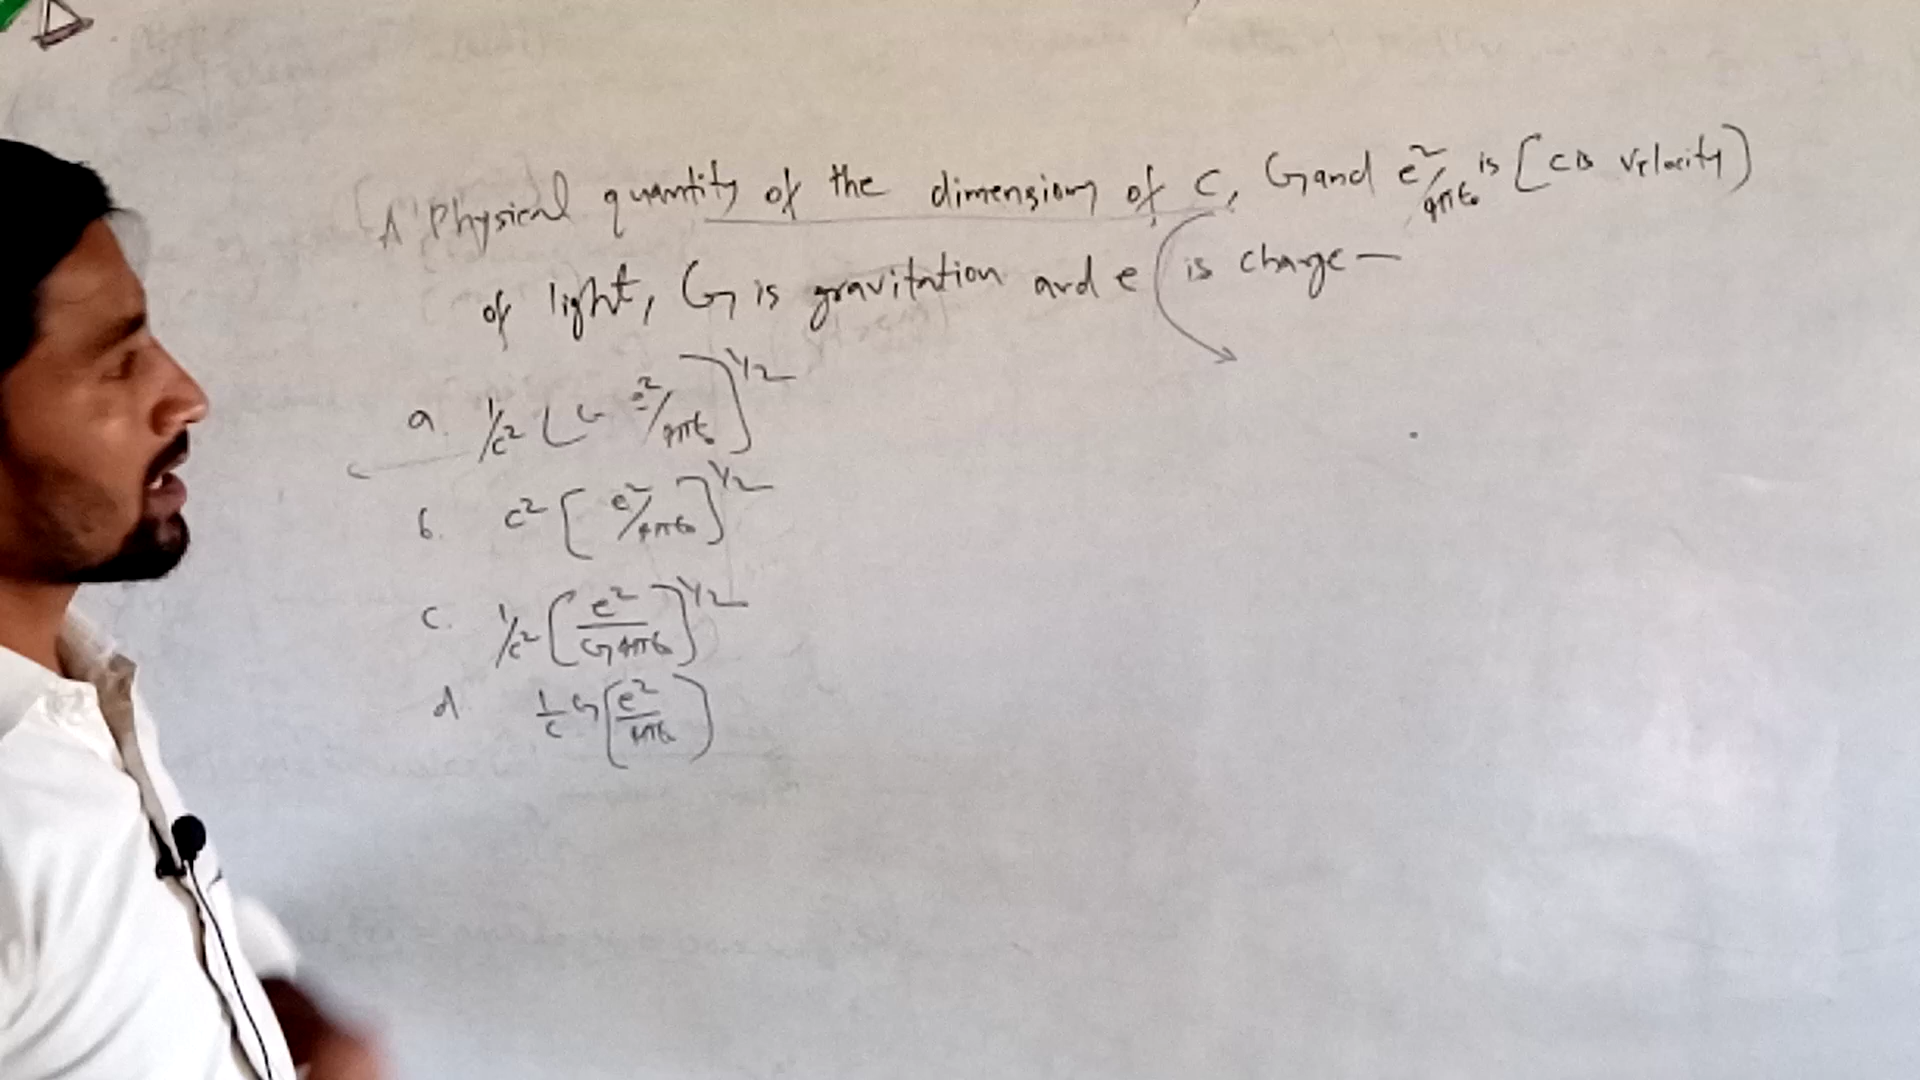 A Physical quantity of the dimensions of c, G and e²/4πε₀ is [c is velocity)
of light, G is gravitation and e is charge -
a. 1/c² [G e²/4πε₀]^1/2
b. c² [e²/4πε₀]^1/2
c. 1/c² [e²/G4πε₀]^1/2
d 1/c G [e²/4πε₀)